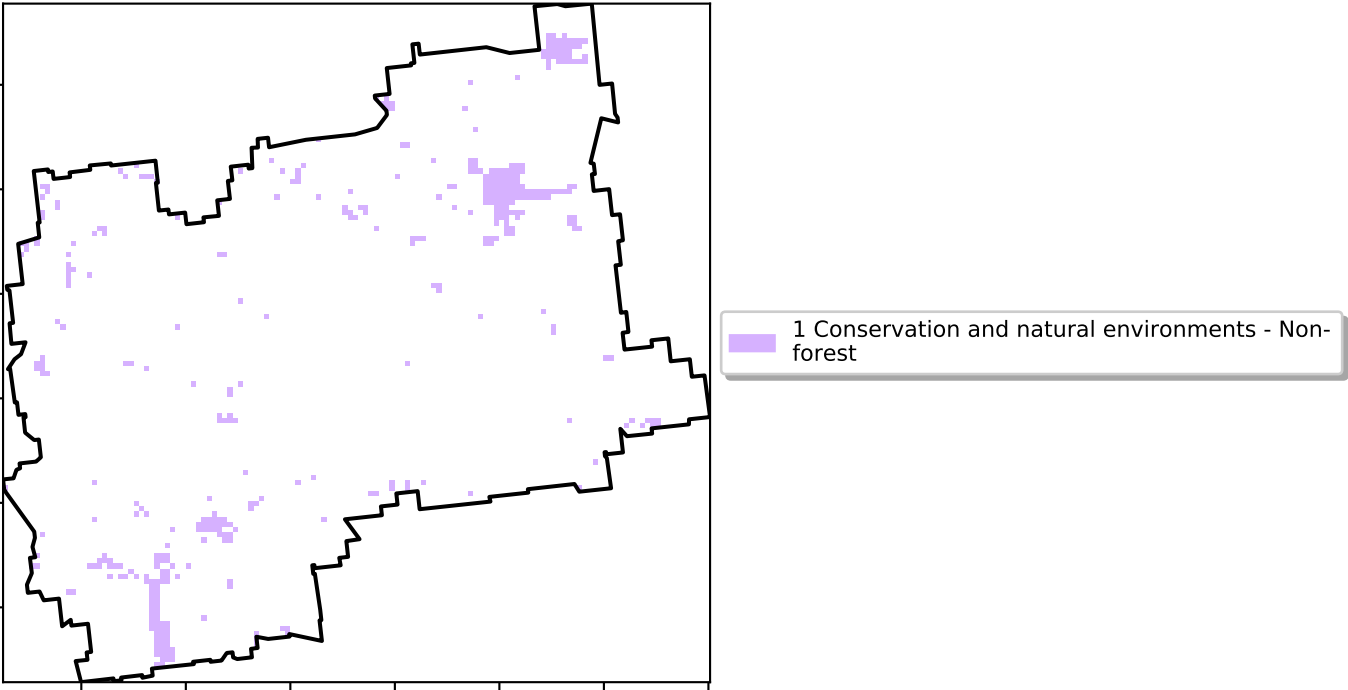 1 Conservation and natural environments - Non-
forest